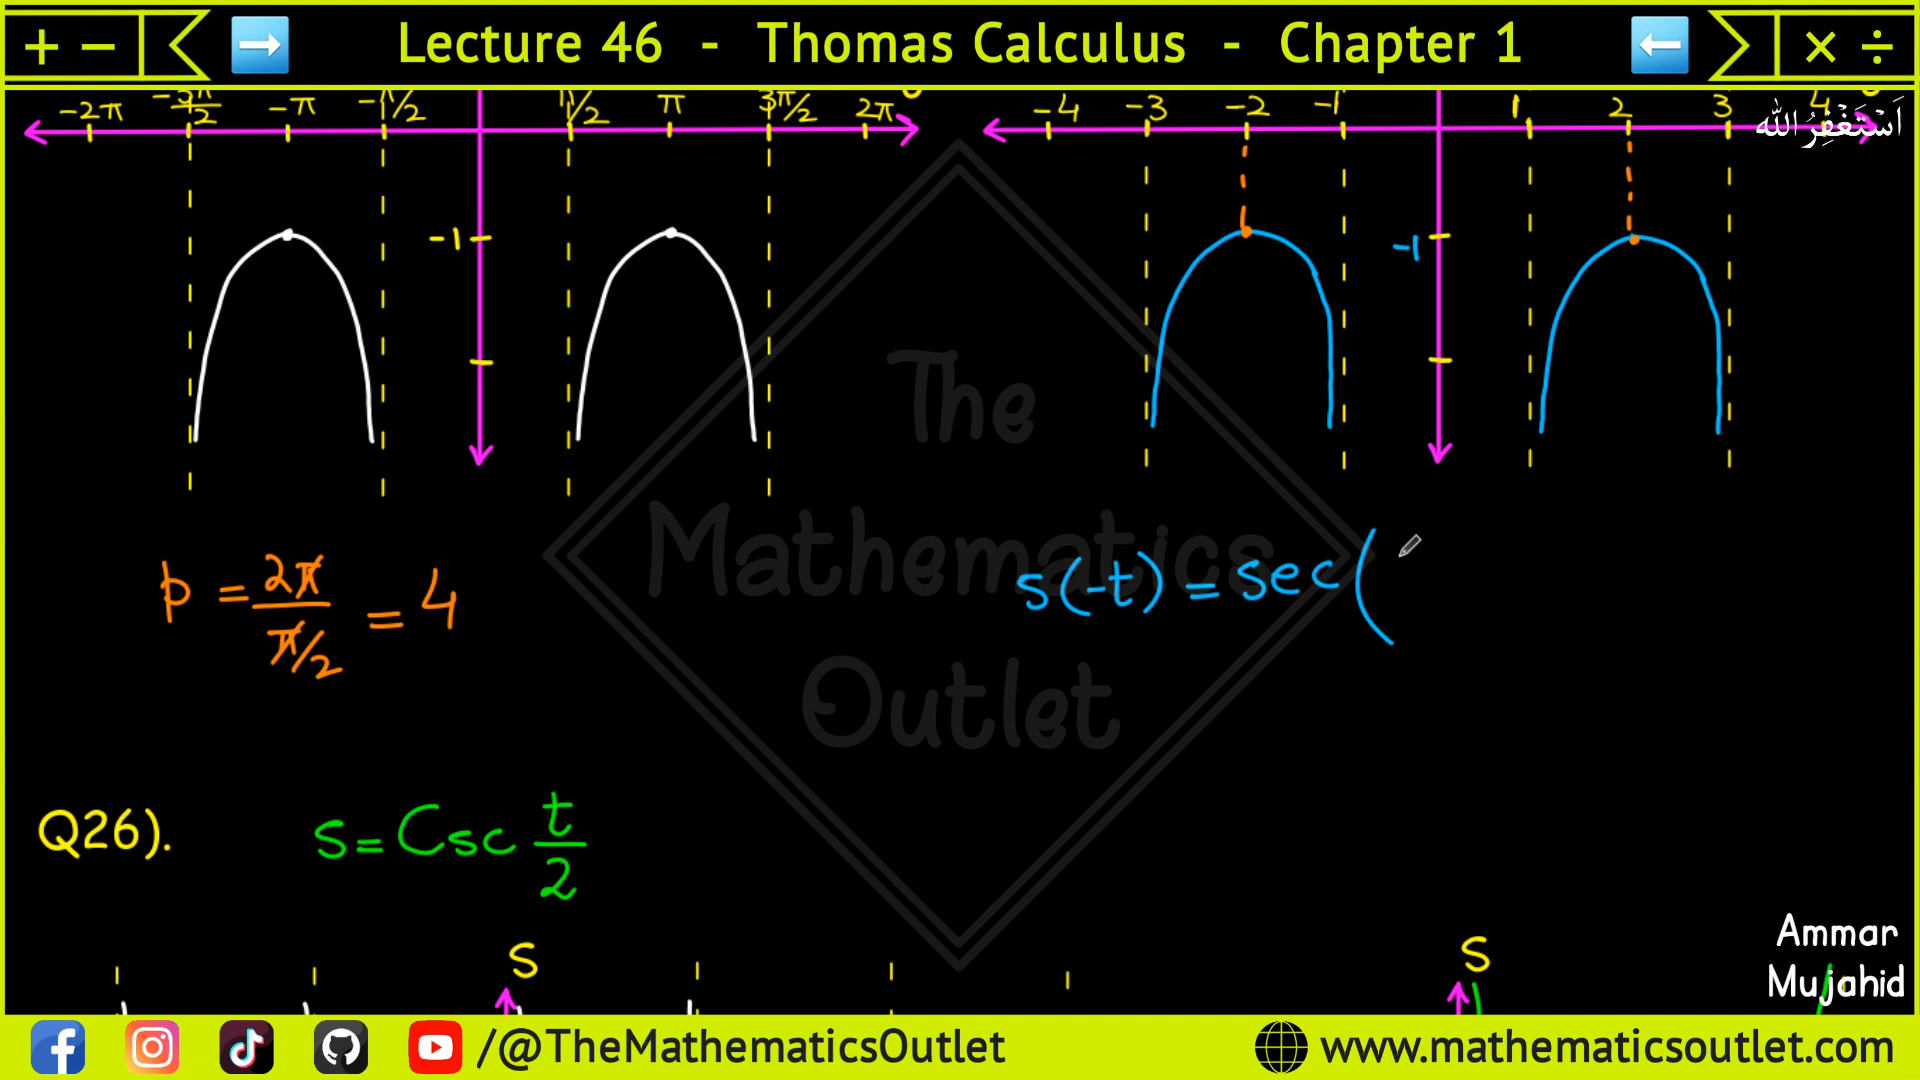 + − ➡ Lecture 46 - Thomas Calculus - Chapter 1 ⬅ × ÷
-2π -3π/2 -π -π/2 π/2 π 3π/2 2π -4 -3 -2 -1 1 2 3 4
أَسْتَغْفِرُ اللّٰه
-1 -1
The
Mathematics
Outlet
p = 2π / π/2 = 4
s(-t) = sec(
Q26). s = Csc t/2
S S
Ammar
Mujahid
/@TheMathematicsOutlet www.mathematicsoutlet.com